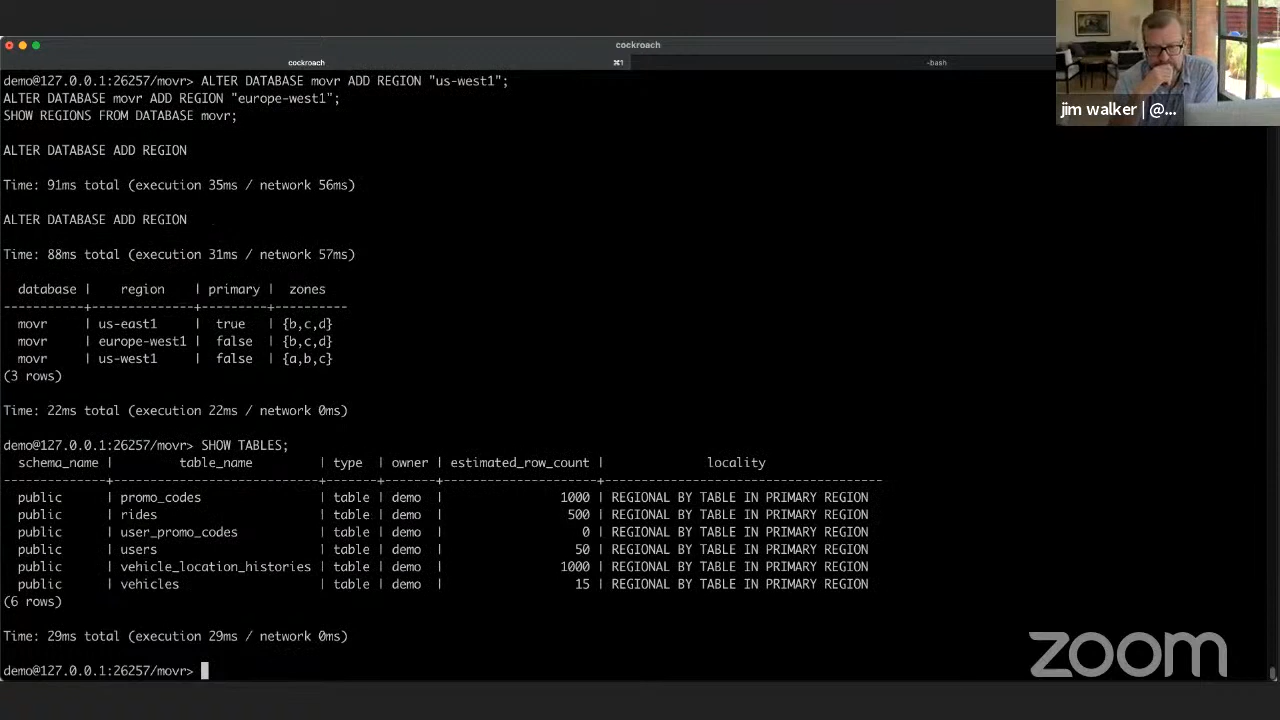 cockroach
cockroach ⌘1 -bash
jim walker | @...
demo@127.0.0.1:26257/movr> ALTER DATABASE movr ADD REGION "us-west1";
ALTER DATABASE movr ADD REGION "europe-west1";
SHOW REGIONS FROM DATABASE movr;
ALTER DATABASE ADD REGION
Time: 91ms total (execution 35ms / network 56ms)
ALTER DATABASE ADD REGION
Time: 88ms total (execution 31ms / network 57ms)
database | region | primary | zones
-----------+--------------+---------+----------
movr | us-east1 | true | {b,c,d}
movr | europe-west1 | false | {b,c,d}
movr | us-west1 | false | {a,b,c}
(3 rows)
Time: 22ms total (execution 22ms / network 0ms)
demo@127.0.0.1:26257/movr> SHOW TABLES;
schema_name | table_name | type | owner | estimated_row_count | locality
--------------+----------------------------+-------+-------+---------------------+--------------------------------------
public | promo_codes | table | demo | 1000 | REGIONAL BY TABLE IN PRIMARY REGION
public | rides | table | demo | 500 | REGIONAL BY TABLE IN PRIMARY REGION
public | user_promo_codes | table | demo | 0 | REGIONAL BY TABLE IN PRIMARY REGION
public | users | table | demo | 50 | REGIONAL BY TABLE IN PRIMARY REGION
public | vehicle_location_histories | table | demo | 1000 | REGIONAL BY TABLE IN PRIMARY REGION
public | vehicles | table | demo | 15 | REGIONAL BY TABLE IN PRIMARY REGION
(6 rows)
Time: 29ms total (execution 29ms / network 0ms)
demo@127.0.0.1:26257/movr>
zoom